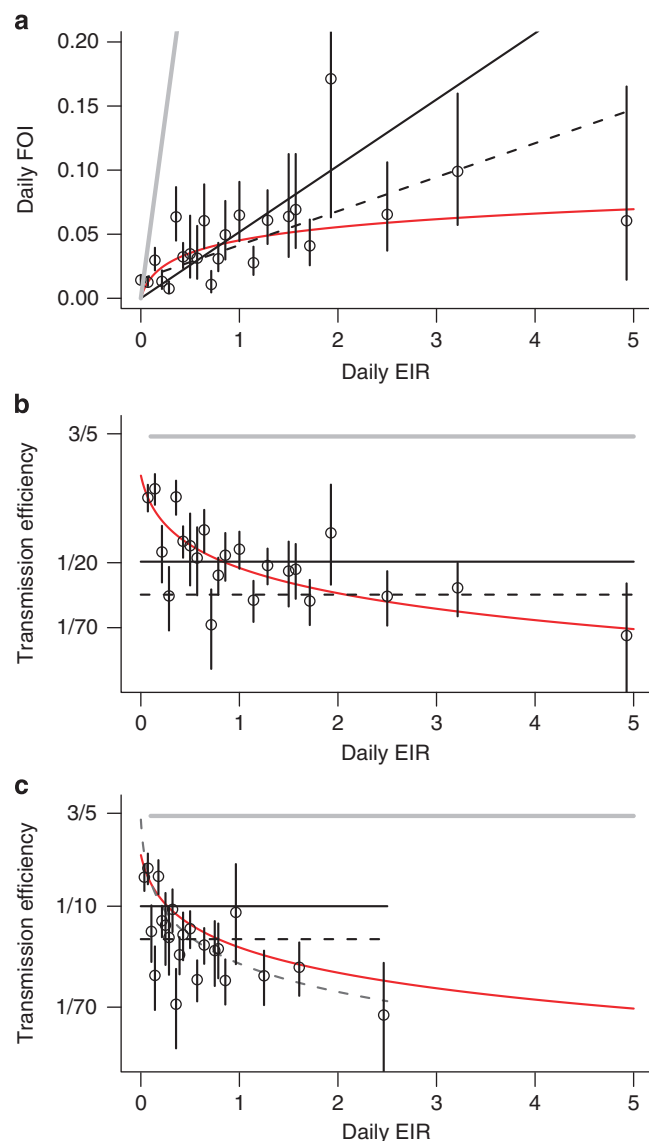 a
0.20
0.15
0.10
0.05
0.00
Daily FOI
0 1 2 3 4 5
Daily EIR
b
3/5
1/20
1/70
Transmission efficiency
0 1 2 3 4 5
Daily EIR
c
3/5
1/10
1/70
Transmission efficiency
0 1 2 3 4 5
Daily EIR